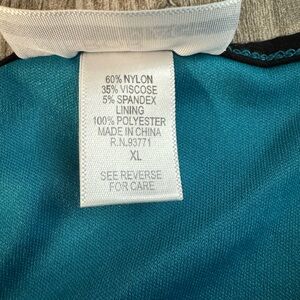 60% NYLON
35% VISCOSE
5% SPANDEX
LINING
100% POLYESTER
MADE IN CHINA
R.N.93771
XL
SEE REVERSE
FOR CARE